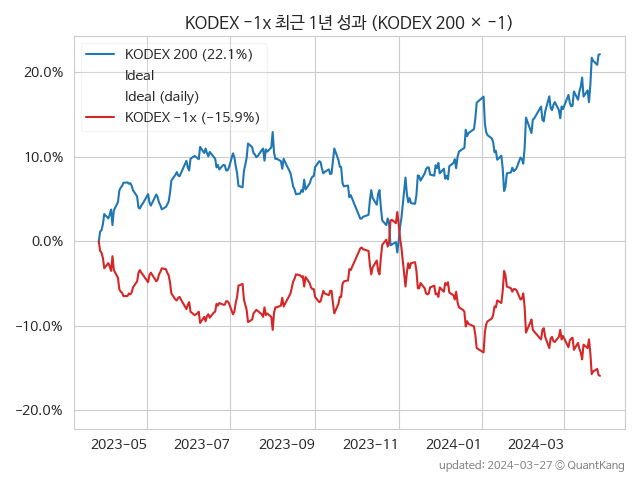 KODEX −1x 최근 1년 성과 (KODEX 200 × −1)
KODEX 200 (22.1%)
Ideal
Ideal (daily)
KODEX −1x (−15.9%)
20.0%
10.0%
0.0%
−10.0%
−20.0%
2023-05 2023-07 2023-09 2023-11 2024-01 2024-03
updated: 2024-03-27 © QuantKang